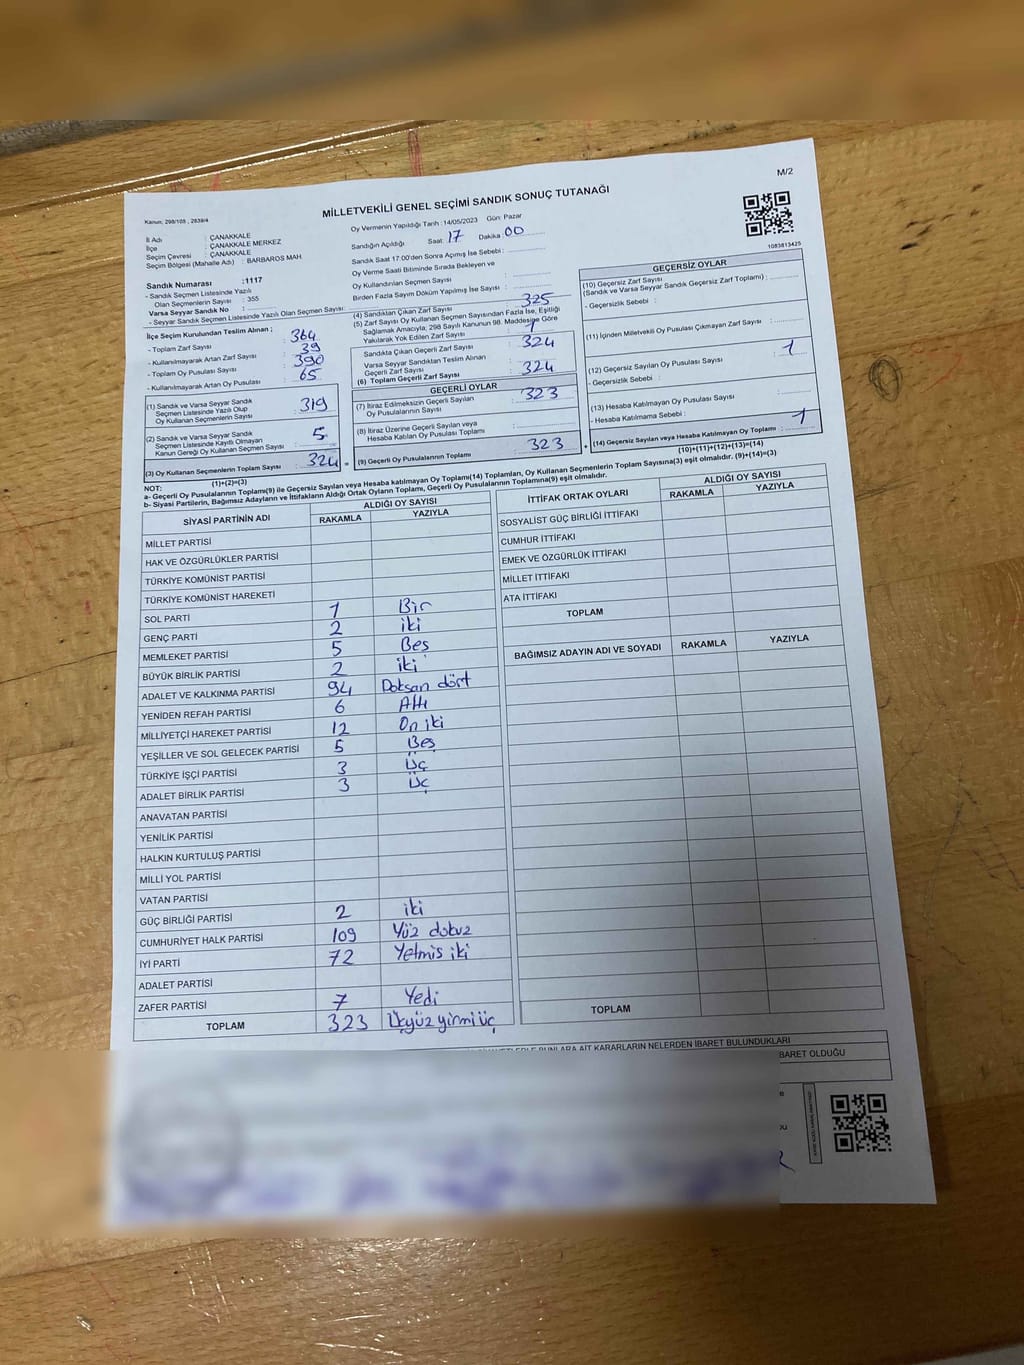 M/2
Kanun, 298/105 , 2839/4
MİLLETVEKİLİ GENEL SEÇİMİ SANDIK SONUÇ TUTANAĞI
1083813425
İl Adı : ÇANAKKALE
İlçe : ÇANAKKALE MERKEZ
Seçim Çevresi : ÇANAKKALE
Seçim Bölgesi (Mahalle Adı) : BARBAROS MAH
Sandık Numarası :1117
- Sandık Seçmen Listesinde Yazılı
Olan Seçmenlerin Sayısı : 355
Varsa Seyyar Sandık No :
- Seyyar Sandık Seçmen Listesinde Yazılı Olan Seçmen Sayısı:
Oy Vermenin Yapıldığı Tarih :14/05/2023 Gün: Pazar
Sandığın Açıldığı Saat: 17 Dakika: 00
Sandık Saat 17:00'den Sonra Açımış İse Sebebi :
Oy Verme Saati Bitiminde Sırada Bekleyen ve
Oy Kullandırılan Seçmen Sayısı :
Birden Fazla Sayım Döküm Yapılmış İse Sayısı :
İlçe Seçim Kurulundan Teslim Alınan ;
- Toplam Zarf Sayısı : 364
- Kullanılmayarak Artan Zarf Sayısı : 39
- Toplam Oy Pusulası Sayısı : 390
- Kullanılmayarak Artan Oy Pusulası : 65
(1) Sandık ve Varsa Seyyar Sandık
Seçmen Listesinde Yazılı Olup
Oy Kullanan Seçmenlerin Sayısı : 319
(2) Sandık ve Varsa Seyyar Sandık
Seçmen Listesinde Kayıtlı Olmayan
Kanun Gereği Oy Kullanan Seçmen Sayısı : 5
(3) Oy Kullanan Seçmenlerin Toplam Sayısı 324
(1)+(2)=(3)
(4) Sandıktan Çıkan Zarf Sayısı : 325
(5) Zarf Sayısı Oy Kullanan Seçmen Sayısından Fazla İse, Eşitliği
Sağlamak Amacıyla; 298 Sayılı Kanunun 98. Maddesine Göre
Yakılarak Yok Edilen Zarf Sayısı : 1
Sandıkta Çıkan Geçerli Zarf Sayısı : 324
Varsa Seyyar Sandıktan Teslim Alınan
Geçerli Zarf Sayısı :
(6) Toplam Geçerli Zarf Sayısı : 324
GEÇERLİ OYLAR
(7) İtiraz Edilmeksizin Geçerli Sayılan
Oy Pusulalarının Sayısı : 323
(8) İtiraz Üzerine Geçerli Sayılan veya
Hesaba Katılan Oy Pusulası Toplamı :
(9) Geçerli Oy Pusulalarının Toplamı : 323
GEÇERSİZ OYLAR
(10) Geçersiz Zarf Sayısı
(Sandık ve Varsa Seyyar Sandık Geçersiz Zarf Toplamı) :
- Geçersizlik Sebebi :
(11) İçinden Milletvekili Oy Pusulası Çıkmayan Zarf Sayısı :
(12) Geçersiz Sayılan Oy Pusulası Sayısı : 1
- Geçersizlik Sebebi :
(13) Hesaba Katılmayan Oy Pusulası Sayısı :
- Hesaba Katılmama Sebebi :
(14) Geçersiz Sayılan veya Hesaba Katılmayan Oy Toplamı : 1
(10)+(11)+(12)+(13)=(14)
NOT:
a- Geçerli Oy Pusulalarının Toplamı(9) ile Geçersiz Sayılan veya Hesaba katılmayan Oy Toplamı(14) Toplamları, Oy Kullanan Seçmenlerin Toplam Sayısına(3) eşit olmalıdır. (9)+(14)=(3)
b- Siyasi Partilerin, Bağımsız Adayların ve İttifakların Aldığı Ortak Oyların Toplamı, Geçerli Oy Pusulalarının Toplamına(9) eşit olmalıdır.
SİYASİ PARTİNİN ADI ALDIĞI OY SAYISI
RAKAMLA YAZIYLA
MİLLET PARTİSİ
HAK VE ÖZGÜRLÜKLER PARTİSİ
TÜRKİYE KOMÜNİST PARTİSİ
TÜRKİYE KOMÜNİST HAREKETİ
SOL PARTİ 1 Bir
GENÇ PARTİ 2 iki
MEMLEKET PARTİSİ 5 Beş
BÜYÜK BİRLİK PARTİSİ 2 iki
ADALET VE KALKINMA PARTİSİ 94 Doksan dört
YENİDEN REFAH PARTİSİ 6 Altı
MİLLİYETÇİ HAREKET PARTİSİ 12 On iki
YEŞİLLER VE SOL GELECEK PARTİSİ 5 Beş
TÜRKİYE İŞÇİ PARTİSİ 3 Üç
ADALET BİRLİK PARTİSİ 3 Üç
ANAVATAN PARTİSİ
YENİLİK PARTİSİ
HALKIN KURTULUŞ PARTİSİ
MİLLİ YOL PARTİSİ
VATAN PARTİSİ
GÜÇ BİRLİĞİ PARTİSİ 2 iki
CUMHURİYET HALK PARTİSİ 109 Yüz dokuz
İYİ PARTİ 72 Yetmis iki
ADALET PARTİSİ
ZAFER PARTİSİ 7 Yedi
TOPLAM 323 Üçyüz yirmi üç
İTTİFAK ORTAK OYLARI ALDIĞI OY SAYISI
RAKAMLA YAZIYLA
SOSYALİST GÜÇ BİRLİĞİ İTTİFAKI
CUMHUR İTTİFAKI
EMEK VE ÖZGÜRLÜK İTTİFAKI
MİLLET İTTİFAKI
ATA İTTİFAKI
TOPLAM
BAĞIMSIZ ADAYIN ADI VE SOYADI RAKAMLA YAZIYLA
TOPLAM
AİT KARARLARIN NELERDEN İBARET BULUNDUKLARI
BARET OLDUĞU